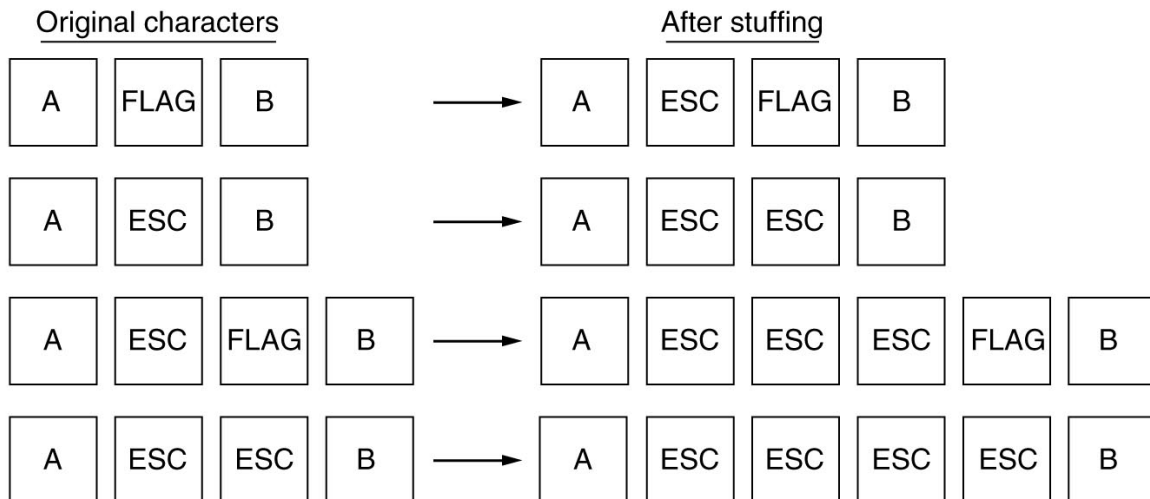 Original characters After stuffing
A FLAG B A ESC FLAG B
A ESC B A ESC ESC B
A ESC FLAG B A ESC ESC ESC FLAG B
A ESC ESC B A ESC ESC ESC ESC B